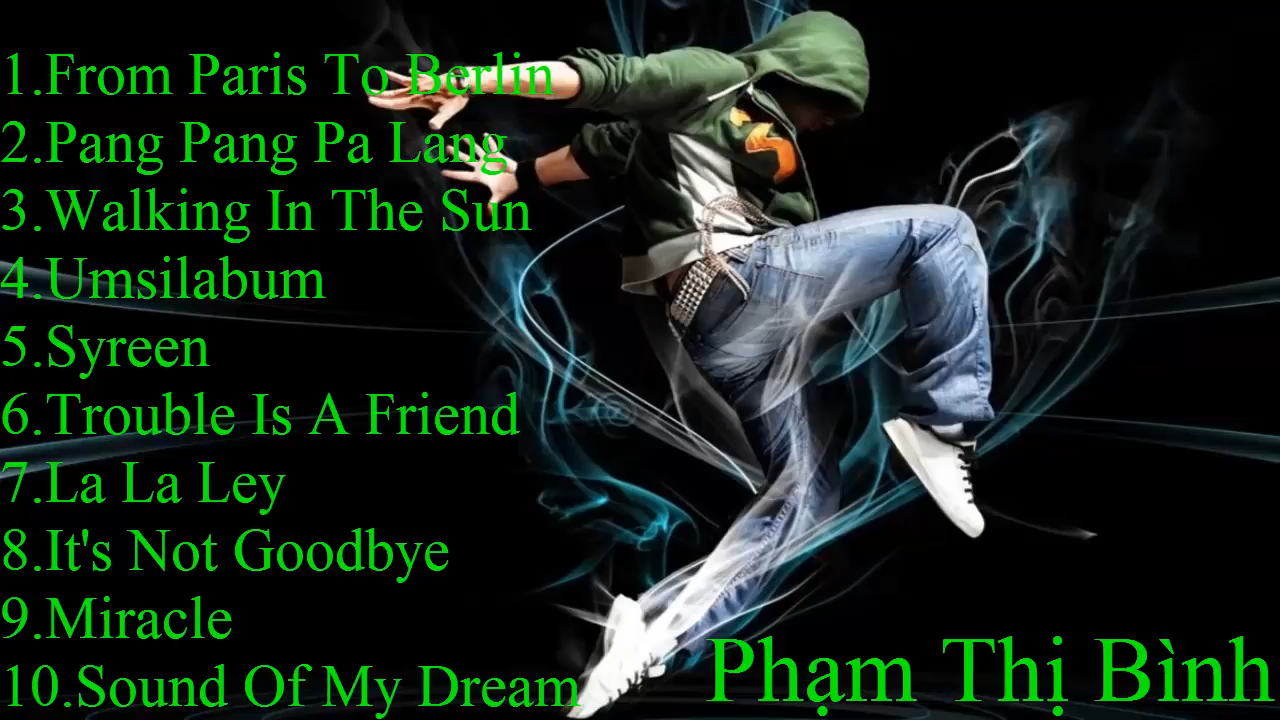 1.From Paris To Berlin
2.Pang Pang Pa Lang
3.Walking In The Sun
4.Umsilabum
5.Syreen
6.Trouble Is A Friend
7.La La Ley
8.It's Not Goodbye
9.Miracle
10.Sound Of My Dream
Phạm Thị Bình